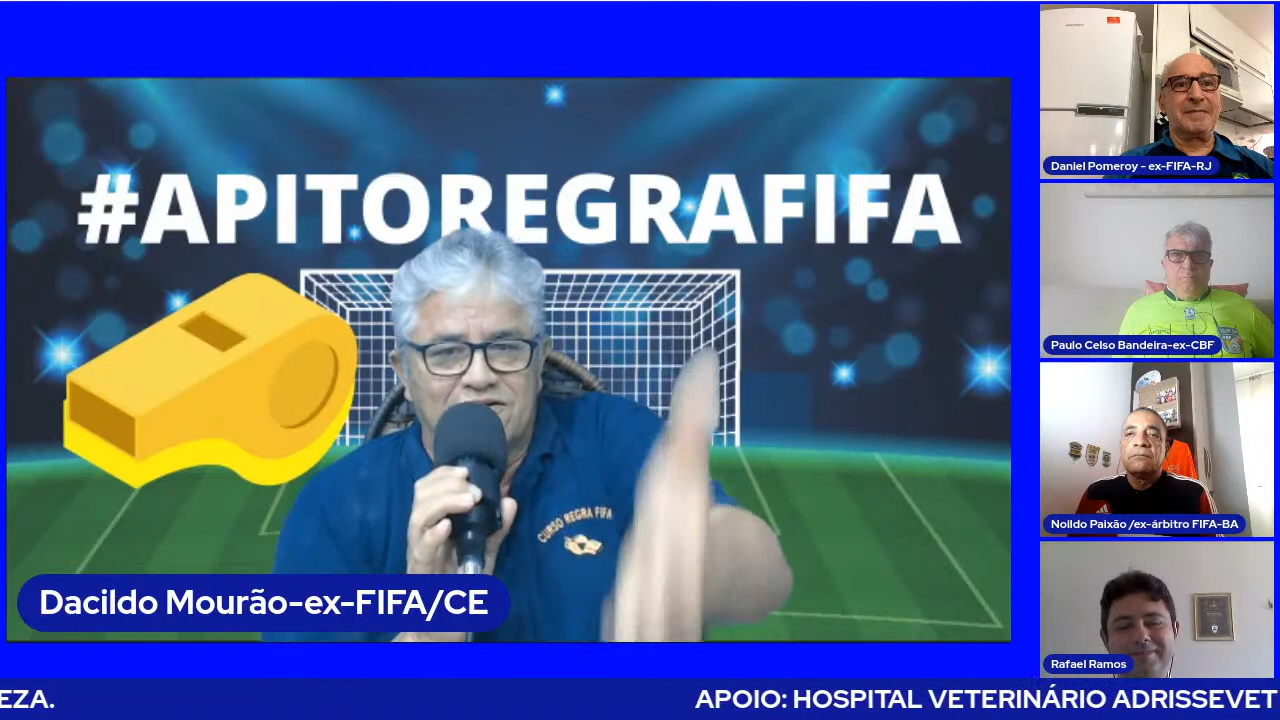 #APITOREGRAFIFA
CURSO REGRA FIFA
Dacildo Mourão-ex-FIFA/CE
Daniel Pomeroy - ex-FIFA-RJ
Paulo Celso Bandeira-ex-CBF
Noildo Paixão /ex-árbitro FIFA-BA
Rafael Ramos
EZA. APOIO: HOSPITAL VETERINÁRIO ADRISSEVET